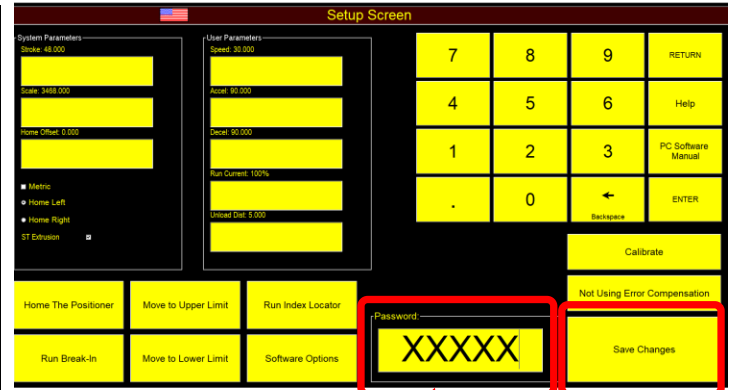 Setup Screen
System Parameters
Stroke: 48.000
Scale: 3468.000
Home Offset: 0.000
Metric
Home Left
Home Right
ST Extrusion
User Parameters
Speed: 30.000
Accel: 90.000
Decel: 90.000
Run Current: 100%
Unload Dist: 5.000
7
8
9
RETURN
4
5
6
Help
1
2
3
PC Software
Manual
.
0
Backspace
ENTER
Calibrate
Not Using Error Compensation
Home The Positioner
Move to Upper Limit
Run Index Locator
Password:
XXXXX
Save Changes
Run Break-In
Move to Lower Limit
Software Options